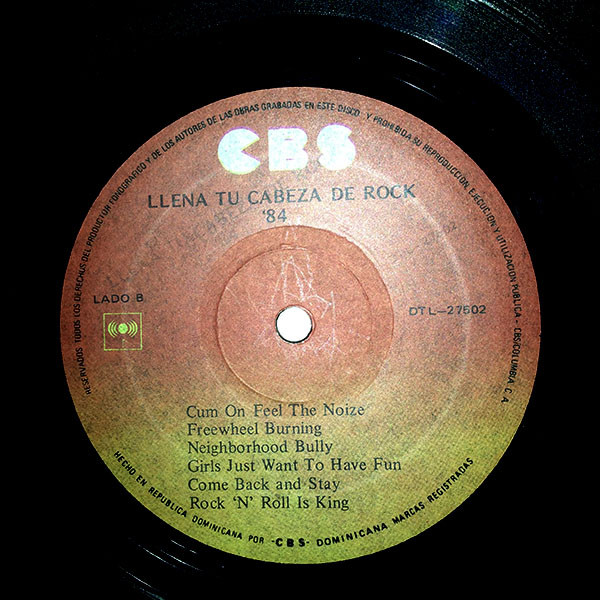 RESERVADOS TODOS LOS DERECHOS DEL PRODUCTOR FONOGRAFICO Y DE LOS AUTORES DE LAS OBRAS GRABADAS EN ESTE DISCO Y PROHIBIDA SU REPRODUCCION, EJECUCION Y UTILIZACION PUBLICA - CBS/COLUMBIA C. A.
CBS
LLENA TU CABEZA DE ROCK
'84
LADO B
DTL-27502
Cum On Feel The Noize
Freewheel Burning
Neighborhood Bully
Girls Just Want To Have Fun
Come Back and Stay
Rock 'N' Roll Is King
HECHO EN REPUBLICA DOMINICANA POR -CBS- DOMINICANA MARCAS REGISTRADAS